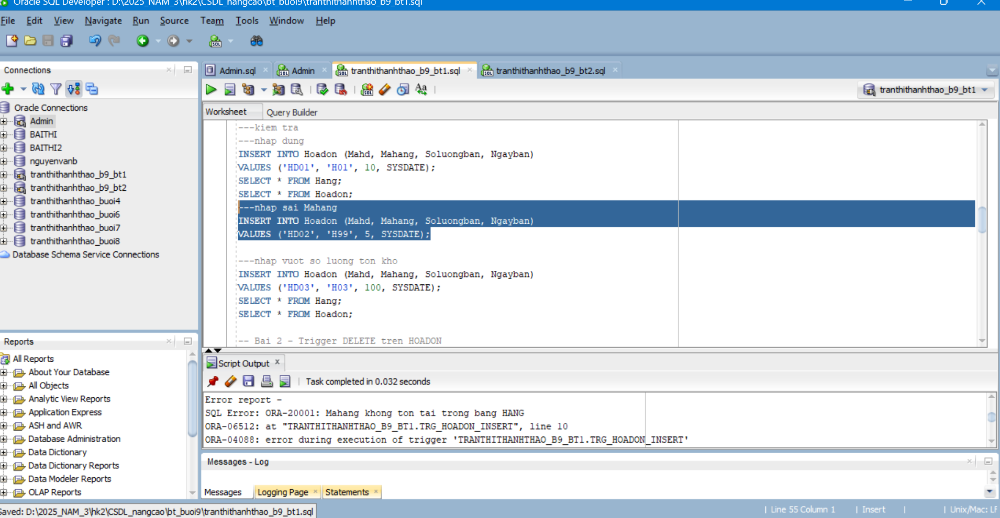 Oracle SQL Developer : D:\2025_NAM_3\hk2\CSDL_nangcao\bt_buoi9\tranthithanhthao_b9_bt1.sql
File Edit View Navigate Run Source Team Tools Window Help
Connections
Oracle Connections
Admin
BAITHI
BAITHI2
nguyenvanb
tranthithanhthao_b9_bt1
tranthithanhthao_b9_bt2
tranthithanhthao_buoi4
tranthithanhthao_buoi6
tranthithanhthao_buoi7
tranthithanhthao_buoi8
Database Schema Service Connections
Reports
All Reports
About Your Database
All Objects
Analytic View Reports
Application Express
ASH and AWR
Database Administration
Data Dictionary
Data Dictionary Reports
Data Modeler Reports
OLAP Reports
Admin.sql Admin tranthithanhthao_b9_bt1.sql tranthithanhthao_b9_bt2.sql
tranthithanhthao_b9_bt1
Worksheet Query Builder
---kiem tra
---nhap dung
INSERT INTO Hoadon (Mahd, Mahang, Soluongban, Ngayban)
VALUES ('HD01', 'H01', 10, SYSDATE);
SELECT * FROM Hang;
SELECT * FROM Hoadon;
---nhap sai Mahang
INSERT INTO Hoadon (Mahd, Mahang, Soluongban, Ngayban)
VALUES ('HD02', 'H99', 5, SYSDATE);
---nhap vuot so luong ton kho
INSERT INTO Hoadon (Mahd, Mahang, Soluongban, Ngayban)
VALUES ('HD03', 'H03', 100, SYSDATE);
SELECT * FROM Hang;
SELECT * FROM Hoadon;
-- Bai 2 - Trigger DELETE tren HOADON
Script Output
Task completed in 0.032 seconds
Error report -
SQL Error: ORA-20001: Mahang khong ton tai trong bang HANG
ORA-06512: at "TRANTHITHANHTHAO_B9_BT1.TRG_HOADON_INSERT", line 10
ORA-04088: error during execution of trigger 'TRANTHITHANHTHAO_B9_BT1.TRG_HOADON_INSERT'
Messages - Log
Messages Logging Page Statements
Saved: D:\2025_NAM_3\hk2\CSDL_nangcao\bt_buoi9\tranthithanhthao_b9_bt1.sql
Line 55 Column 1 Insert Unix/Mac: LF